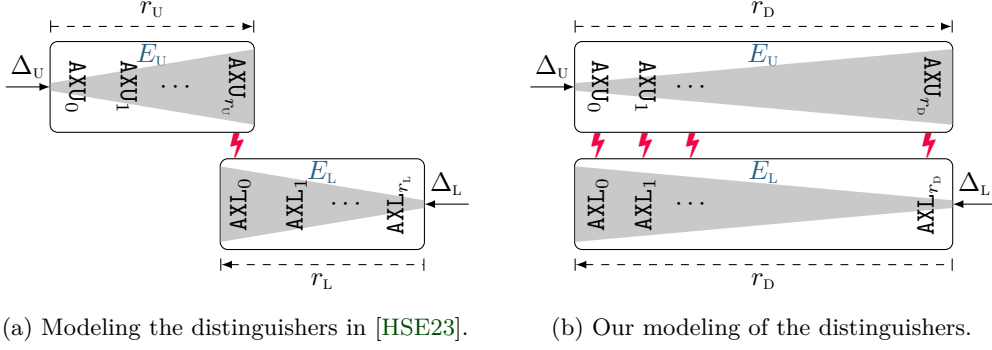 r_U
Δ_U
E_U
AXU_0
AXU_1
···
AXU_{r_U}
E_L
AXL_0
AXL_1
···
AXL_{r_L}
Δ_L
r_L
(a) Modeling the distinguishers in [HSE23].
r_D
Δ_U
E_U
AXU_0
AXU_1
···
AXU_{r_D}
E_L
AXL_0
AXL_1
···
AXL_{r_D}
Δ_L
r_D
(b) Our modeling of the distinguishers.